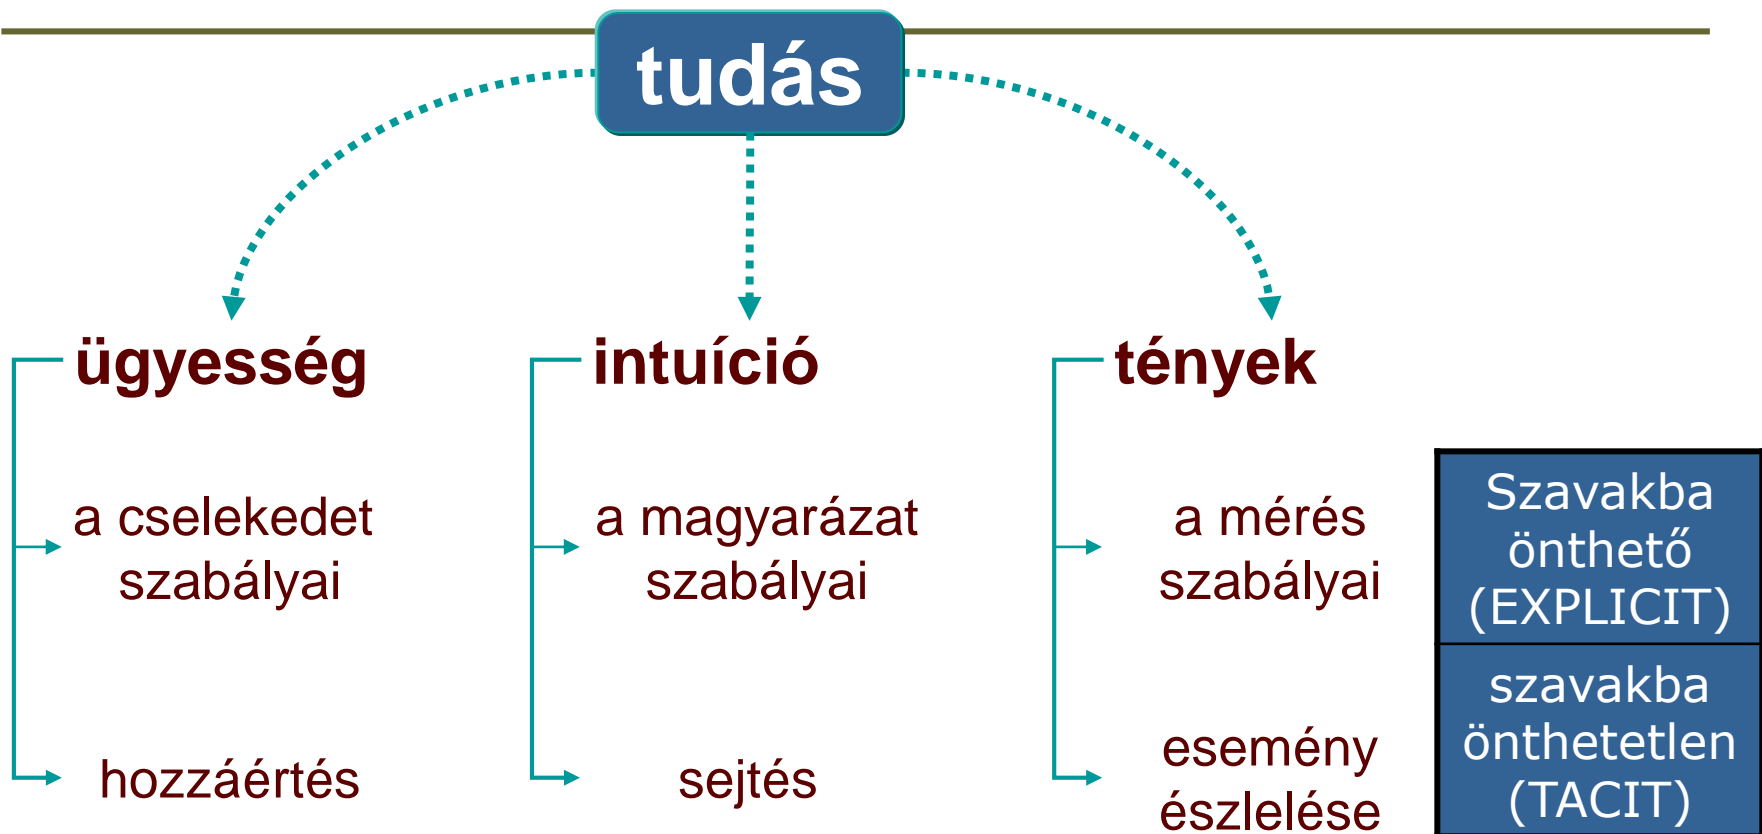 tudás
ügyesség
intuíció
tények
a cselekedet
szabályai
a magyarázat
szabályai
a mérés
szabályai
Szavakba
önthető
(EXPLICIT)
hozzáértés
sejtés
esemény
észlelése
szavakba
önthetetlen
(TACIT)